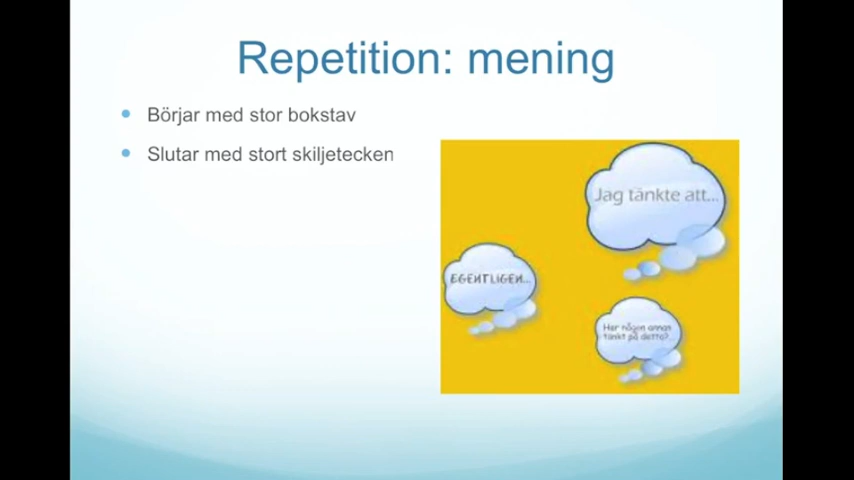 Repetition: mening
Börjar med stor bokstav
Slutar med stort skiljetecken
Jag tänkte att...
EGENTLIGEN...
Har någon annan
tänkt på detta?...